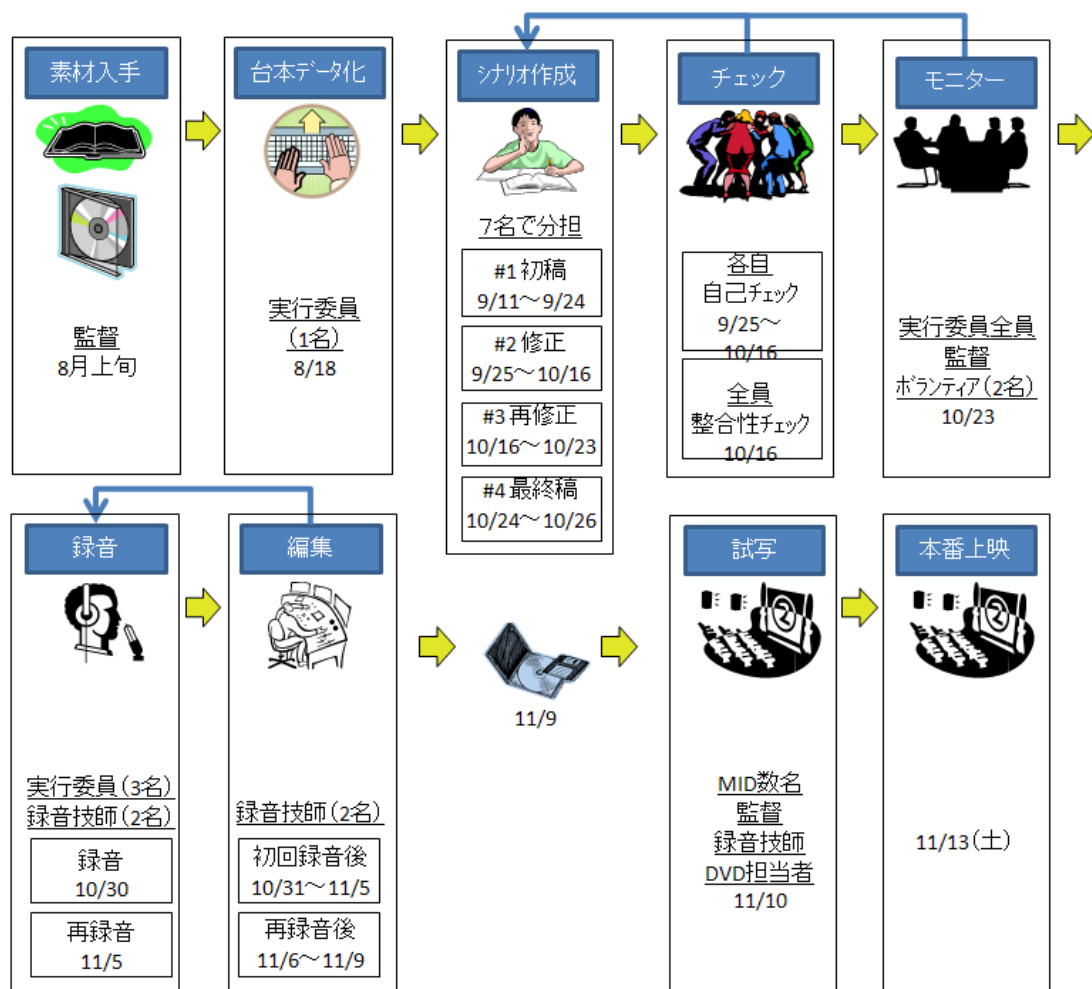 素材入手
監督
8月上旬
台本データ化
実行委員
(1名)
8/18
シナリオ作成
7名で分担
#1 初稿
9/11～9/24
#2 修正
9/25～10/16
#3 再修正
10/16～10/23
#4 最終稿
10/24～10/26
チェック
各自
自己チェック
9/25～
10/16
全員
整合性チェック
10/16
モニター
実行委員全員
監督
ボランティア(2名)
10/23
録音
実行委員(3名)
録音技師(2名)
録音
10/30
再録音
11/5
編集
録音技師(2名)
初回録音後
10/31～11/5
再録音後
11/6～11/9
11/9
試写
2
MID数名
監督
録音技師
DVD担当者
11/10
本番上映
2
11/13(土)